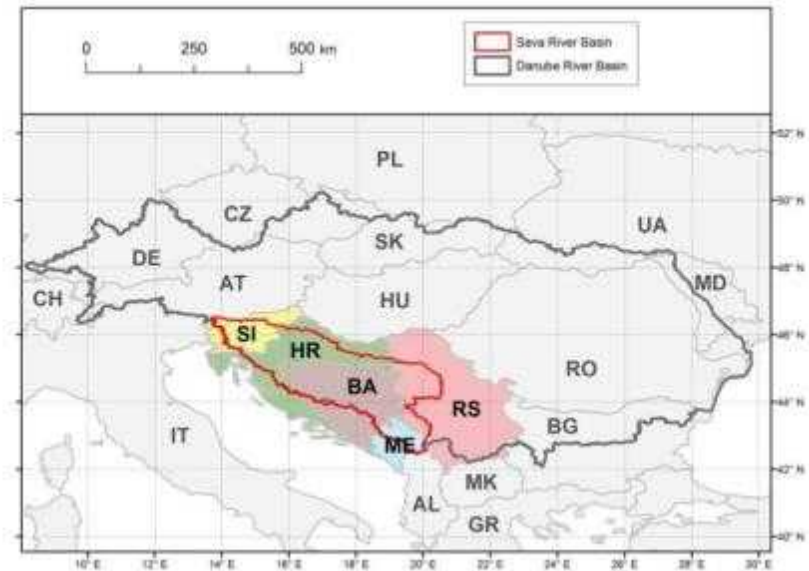 0 250 500 km
Sava River Basin
Danube River Basin
52° N
PL
50° N
CZ
UA
SK
DE
48° N
AT
MD
CH
HU
46° N
SI
HR
RO
BA
44° N
RS
BG
IT
ME
42° N
MK
AL
GR
40° N
10° E 12° E 14° E 16° E 18° E 20° E 22° E 24° E 26° E 28° E 30° E